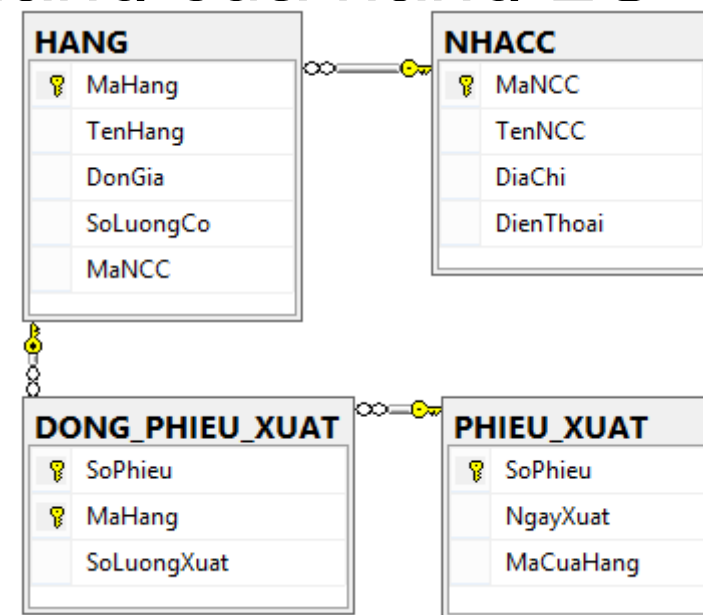 HANG
MaHang
TenHang
DonGia
SoLuongCo
MaNCC
NHACC
MaNCC
TenNCC
DiaChi
DienThoai
DONG_PHIEU_XUAT
SoPhieu
MaHang
SoLuongXuat
PHIEU_XUAT
SoPhieu
NgayXuat
MaCuaHang